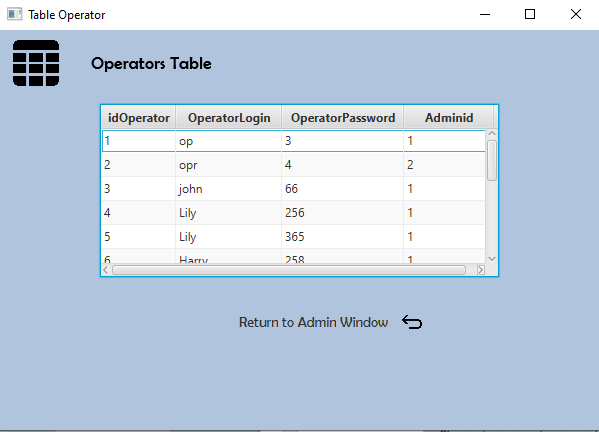 Table Operator
Operators Table
idOperator OperatorLogin OperatorPassword Adminid
1 op 3 1
2 opr 4 2
3 john 66 1
4 Lily 256 1
5 Lily 365 1
6 Harry 258 1
Return to Admin Window